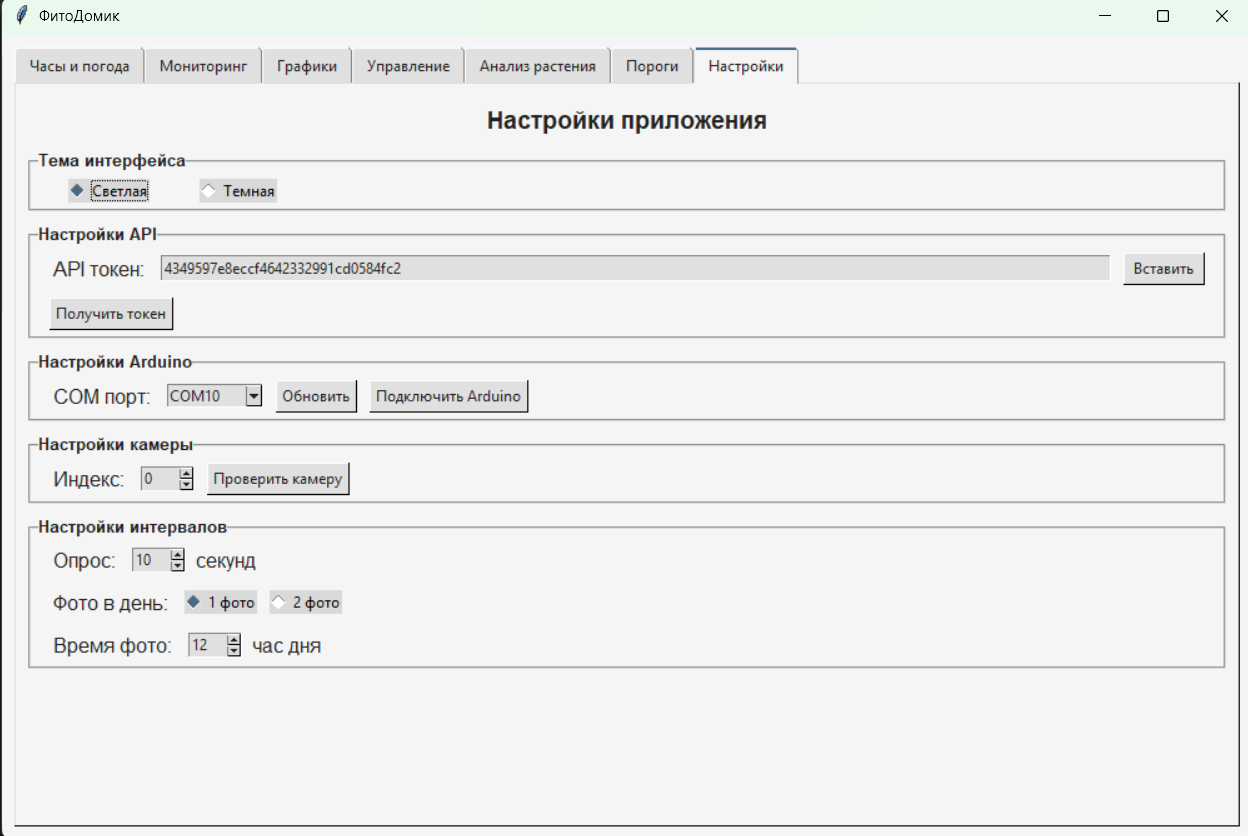 ФитоДомик
Часы и погода Мониторинг Графики Управление Анализ растения Пороги Настройки
Настройки приложения
Тема интерфейса
Светлая Темная
Настройки API
API токен: 4349597e8eccf4642332991cd0584fc2 Вставить
Получить токен
Настройки Arduino
COM порт: COM10 Обновить Подключить Arduino
Настройки камеры
Индекс: 0 Проверить камеру
Настройки интервалов
Опрос: 10 секунд
Фото в день: 1 фото 2 фото
Время фото: 12 час дня